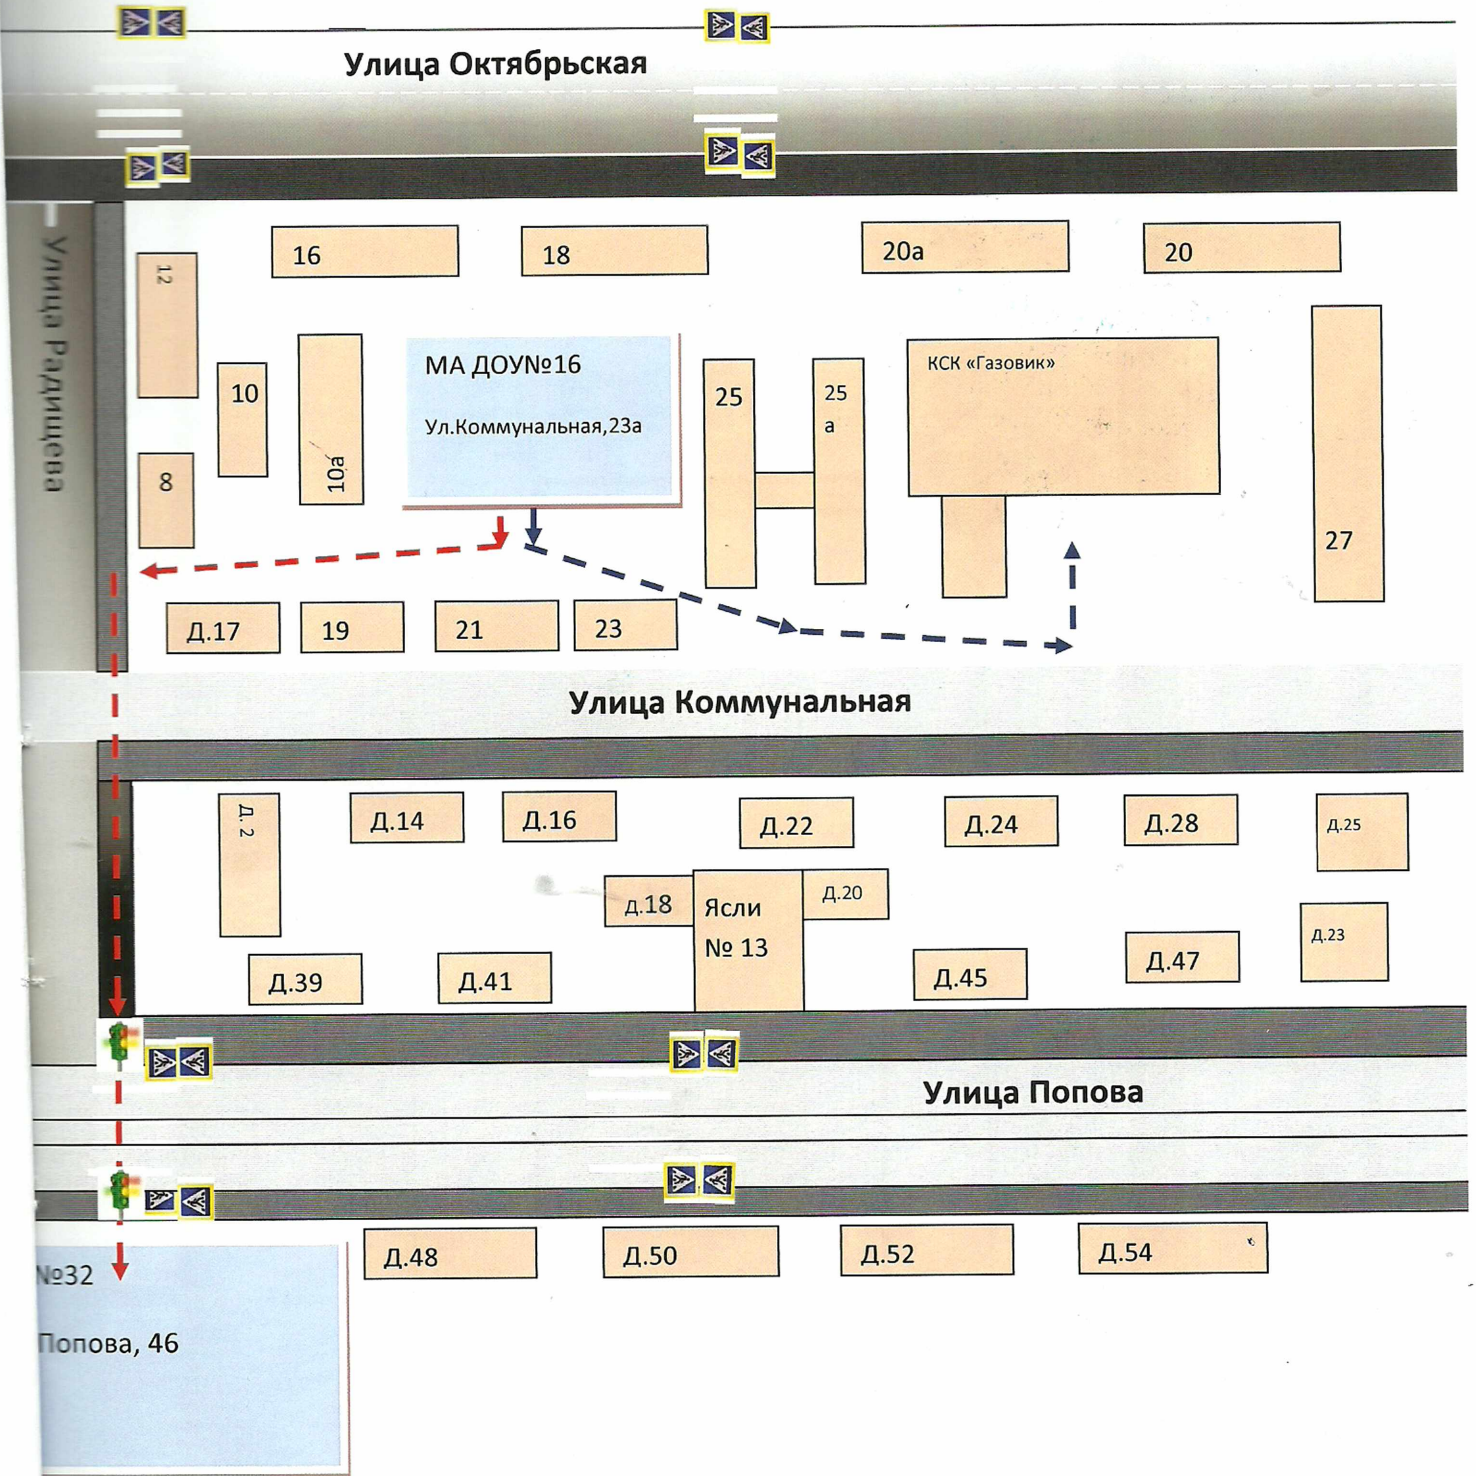 Улица Октябрьская
16
18
20а
20
12
Улица Радищева
10
10а
МА ДОУ№16
Ул.Коммунальная,23а
25
25
а
КСК «Газовик»
27
8
Д.17
19
21
23
Улица Коммунальная
Д. 2
Д.14
Д.16
Д.22
Д.24
Д.28
Д.25
д.18
Ясли
№ 13
Д.20
Д.23
Д.39
Д.41
Д.45
Д.47
Улица Попова
Д.48
Д.50
Д.52
Д.54
№32
Попова, 46